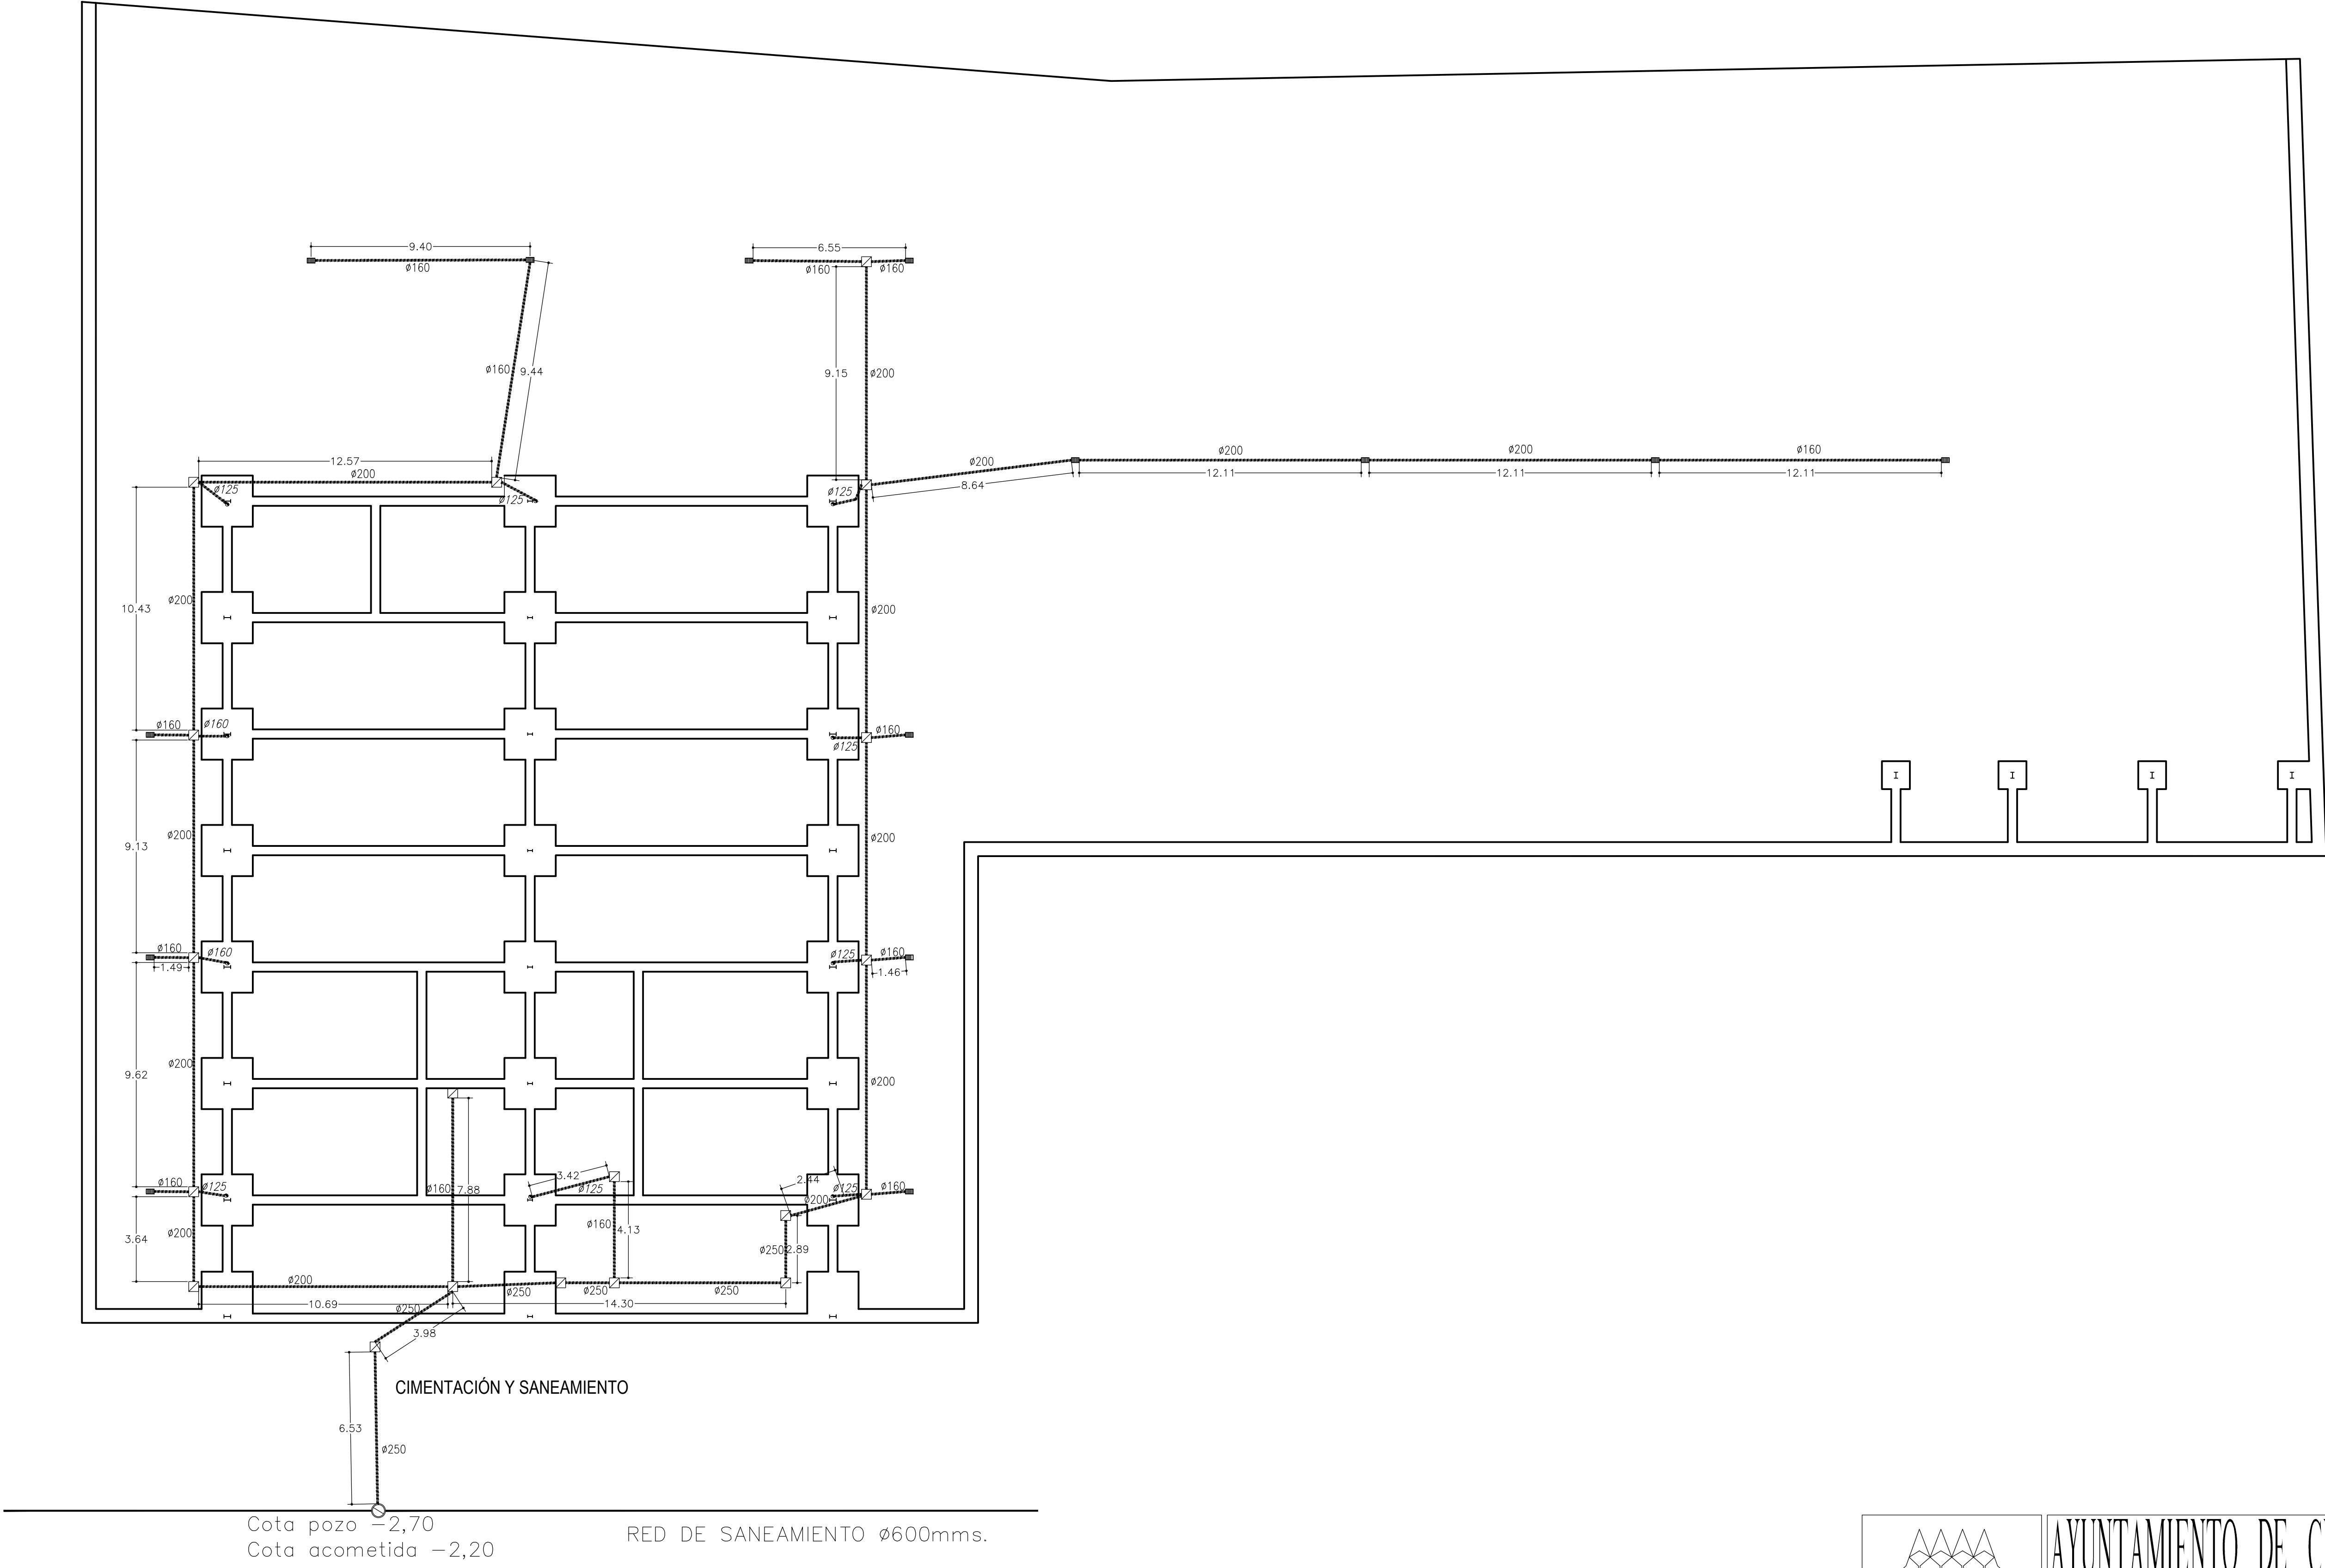 9.40
6.55
ø160
ø160
ø160
ø160
9.44
9.15
ø200
12.57
ø200
ø200
ø200
ø200
ø160
8.64
12.11
12.11
12.11
ø125
ø125
ø125
10.43
ø200
ø200
ø160
ø160
ø160
ø125
9.13
ø200
ø200
ø160
ø160
1.49
ø125
ø160
1.46
9.62
ø200
ø200
ø160
ø125
ø160
7.88
3.42
ø125
2.44
ø125
ø160
ø200
3.64
ø200
ø160
4.13
ø250
2.89
ø200
ø250
ø250
ø250
10.69
ø250
14.30
3.98
CIMENTACIÓN Y SANEAMIENTO
6.53
ø250
Cota pozo -2,70
RED DE SANEAMIENTO Ø600mms.
Cota acometida -2,20
AYUNTAMIENTO DE